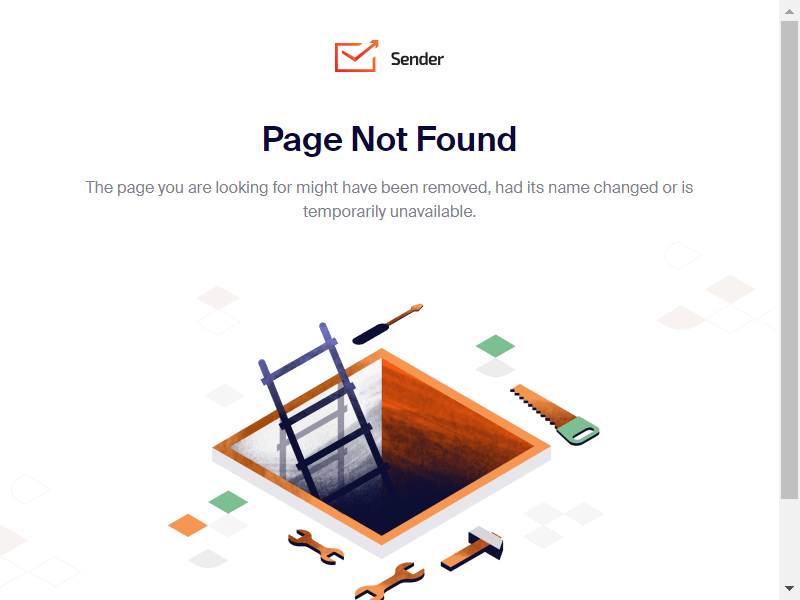 Sender
Page Not Found
The page you are looking for might have been removed, had its name changed or is
temporarily unavailable.